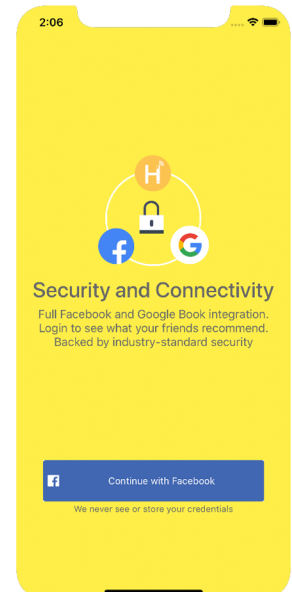 2:06
H
G
Security and Connectivity
Full Facebook and Google Book integration.
Login to see what your friends recommend.
Backed by industry-standard security
f Continue with Facebook
We never see or store your credentials